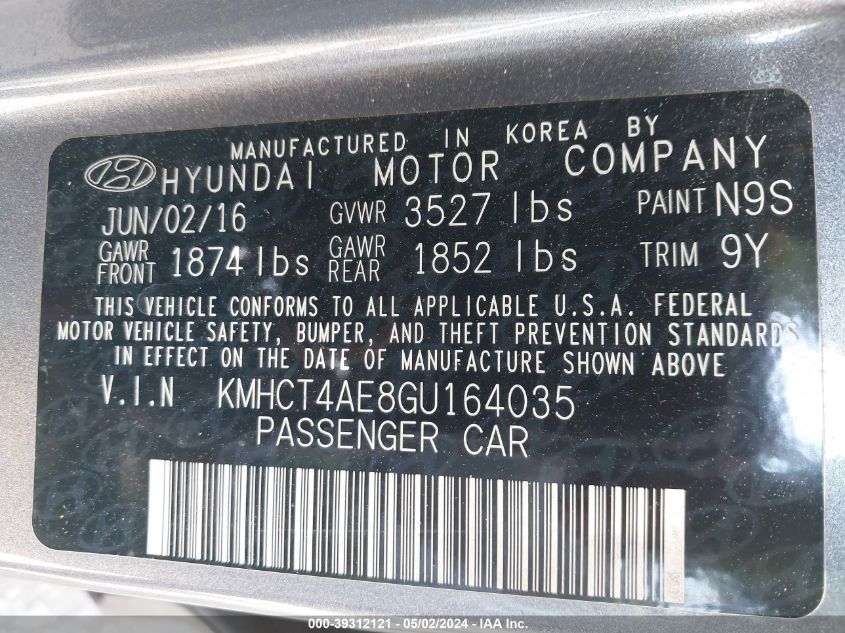 MANUFACTURED IN KOREA BY
HYUNDAI MOTOR COMPANY
JUN/02/16 GVWR 3527 lbs PAINT N9S
GAWR FRONT 1874 lbs GAWR REAR 1852 lbs TRIM 9Y
THIS VEHICLE CONFORMS TO ALL APPLICABLE U.S.A. FEDERAL
MOTOR VEHICLE SAFETY, BUMPER, AND THEFT PREVENTION STANDARDS
IN EFFECT ON THE DATE OF MANUFACTURE SHOWN ABOVE
V.I.N KMHCT4AE8GU164035
PASSENGER CAR
000-39312121 - 05/02/2024 - IAA Inc.